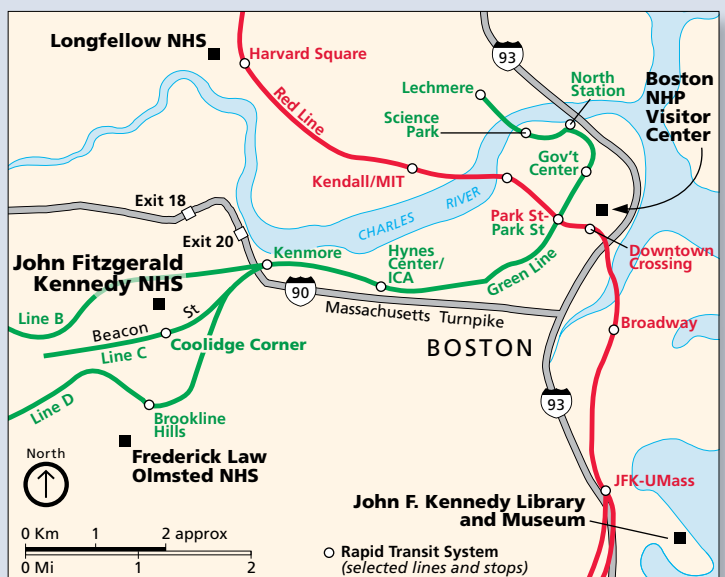 Longfellow NHS
Harvard Square
Red Line
93
Lechmere
North
Station
Science
Park
Boston
NHP
Visitor
Center
Gov't
Center
Kendall/MIT
CHARLES RIVER
Park St-
Park St
Downtown
Crossing
Exit 18
Exit 20
Kenmore
Hynes
Center/
ICA
Green Line
John Fitzgerald
Kennedy NHS
90
Massachusetts Turnpike
Line B
Beacon St
Line C
Coolidge Corner
BOSTON
Broadway
Line D
Brookline
Hills
93
Frederick Law
Olmsted NHS
North
JFK-UMass
John F. Kennedy Library
and Museum
0 Km 1 2 approx
0 Mi 1 2
Rapid Transit System
(selected lines and stops)